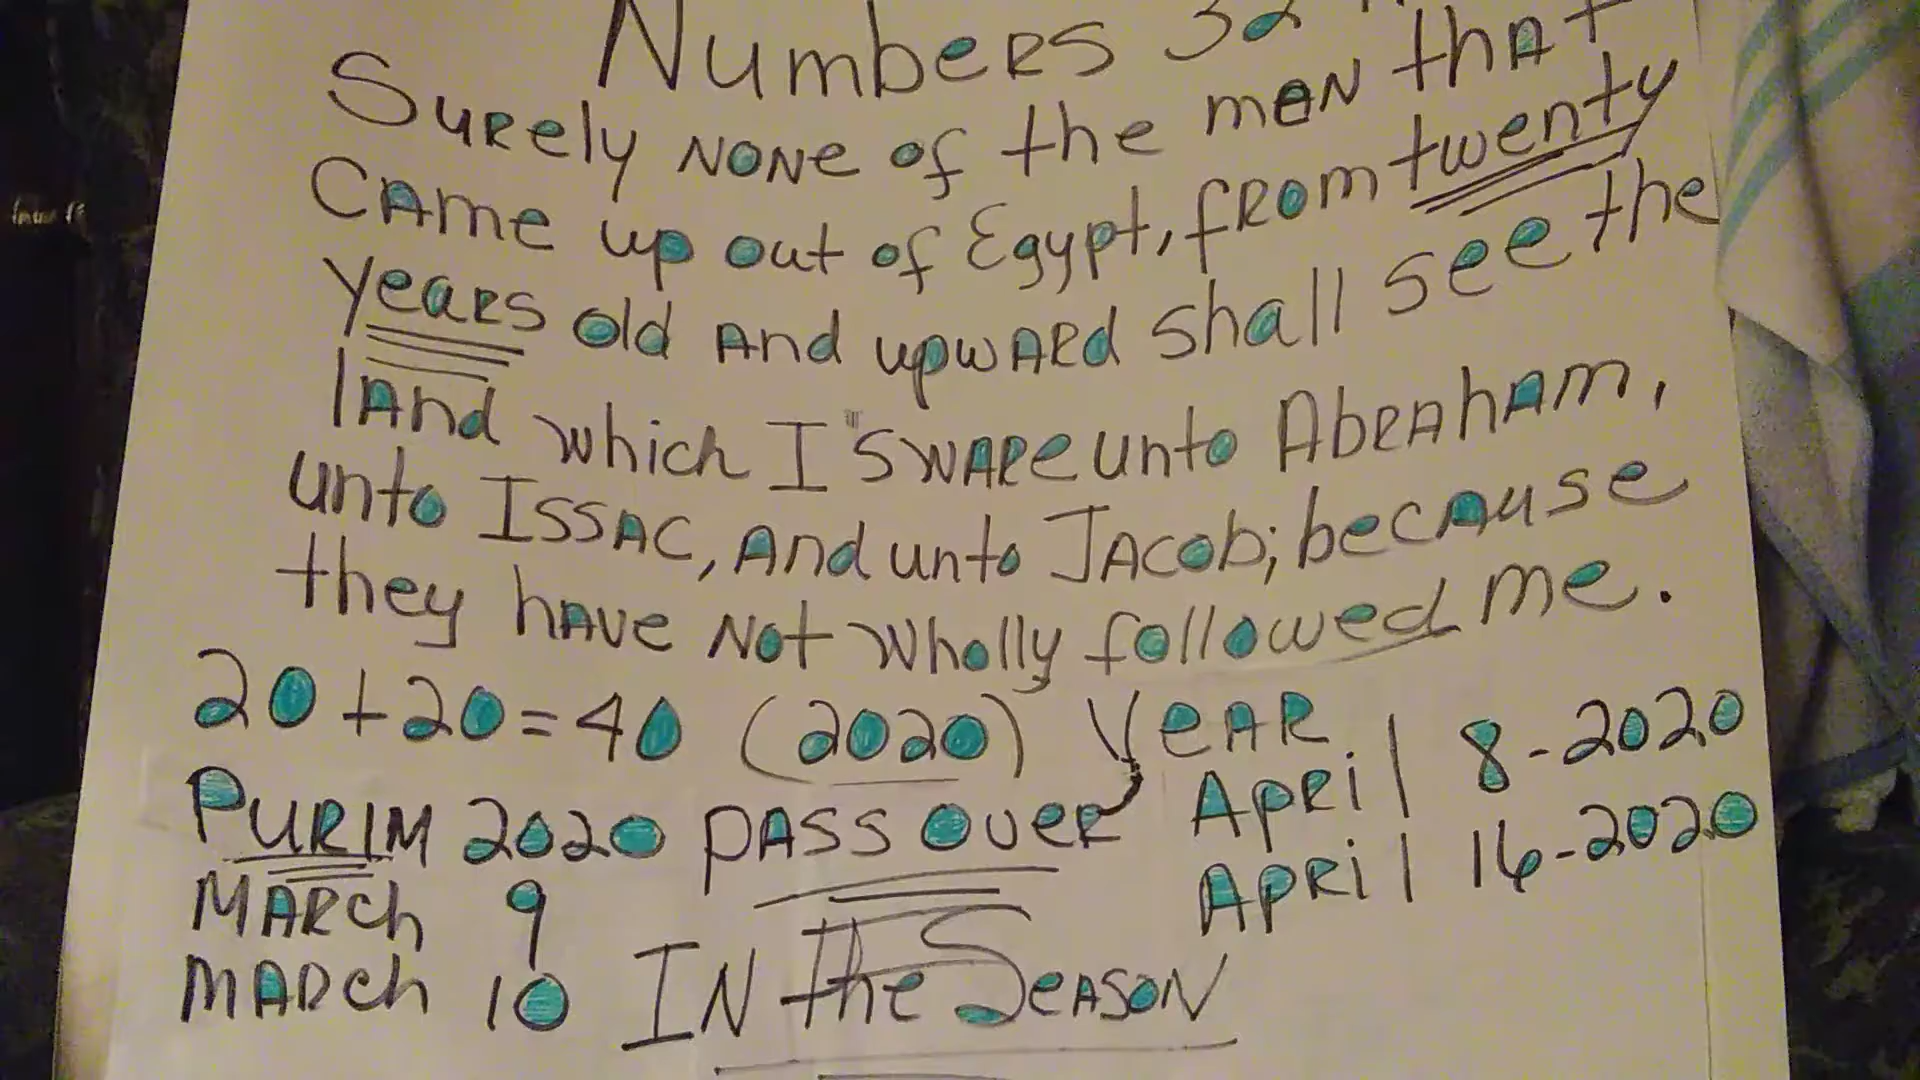 Numbers 32
Surely none of the men that
came up out of Egypt, from twenty
years old and upward shall see the
land which I "sware unto Abraham,
unto Issac, and unto Jacob; because
they have not wholly followed me.
20+20=40 (2020) Year
Purim 2020 Pass Over April 8-2020
March 9 April 16-2020
March 10 In the Season